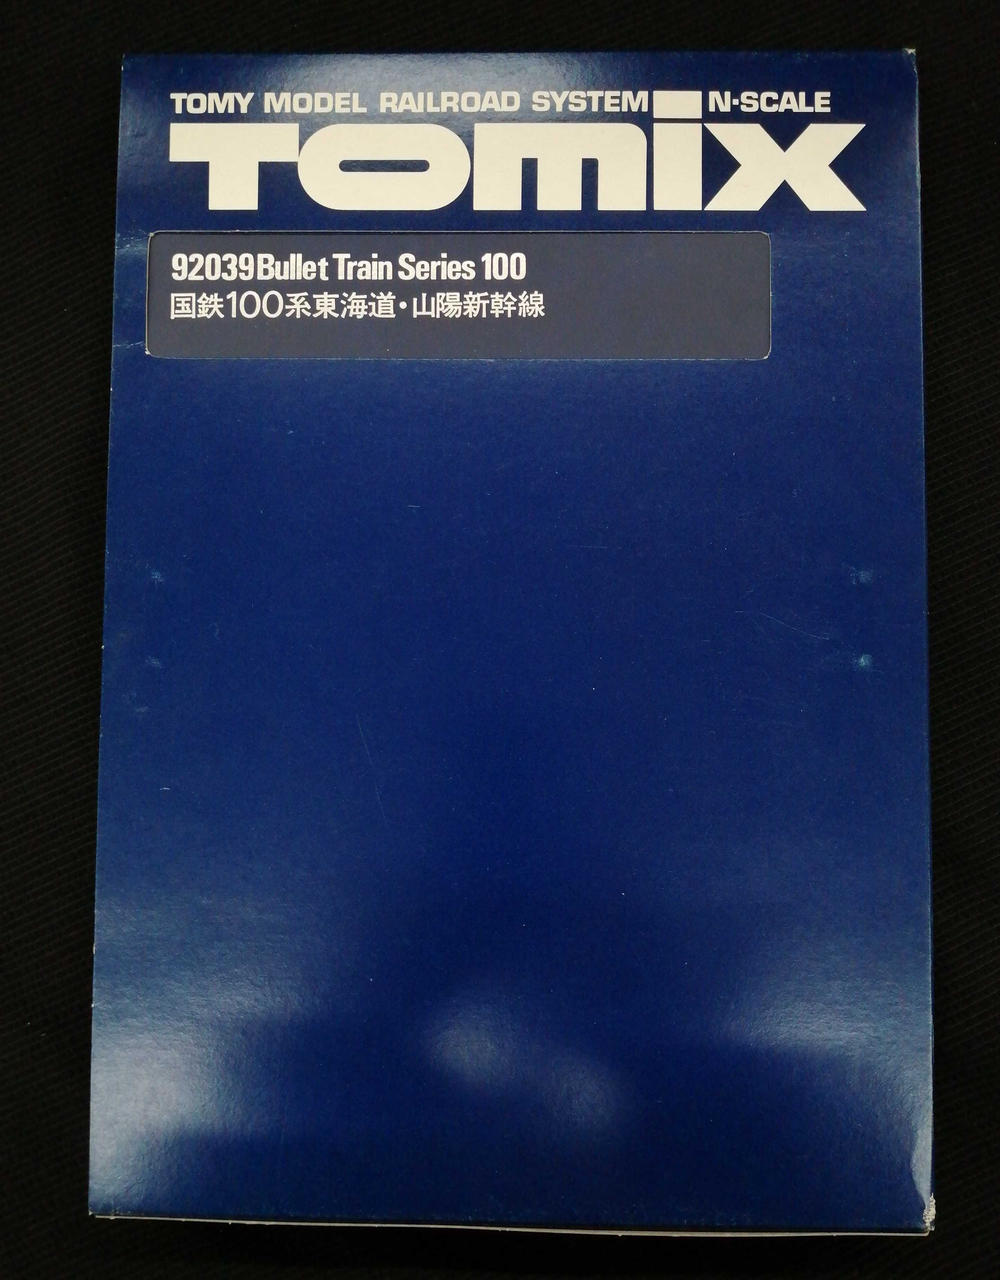 TOMY MODEL RAILROAD SYSTEM N-SCALE
TOMIX
92039 Bullet Train Series 100
国鉄100系東海道・山陽新幹線